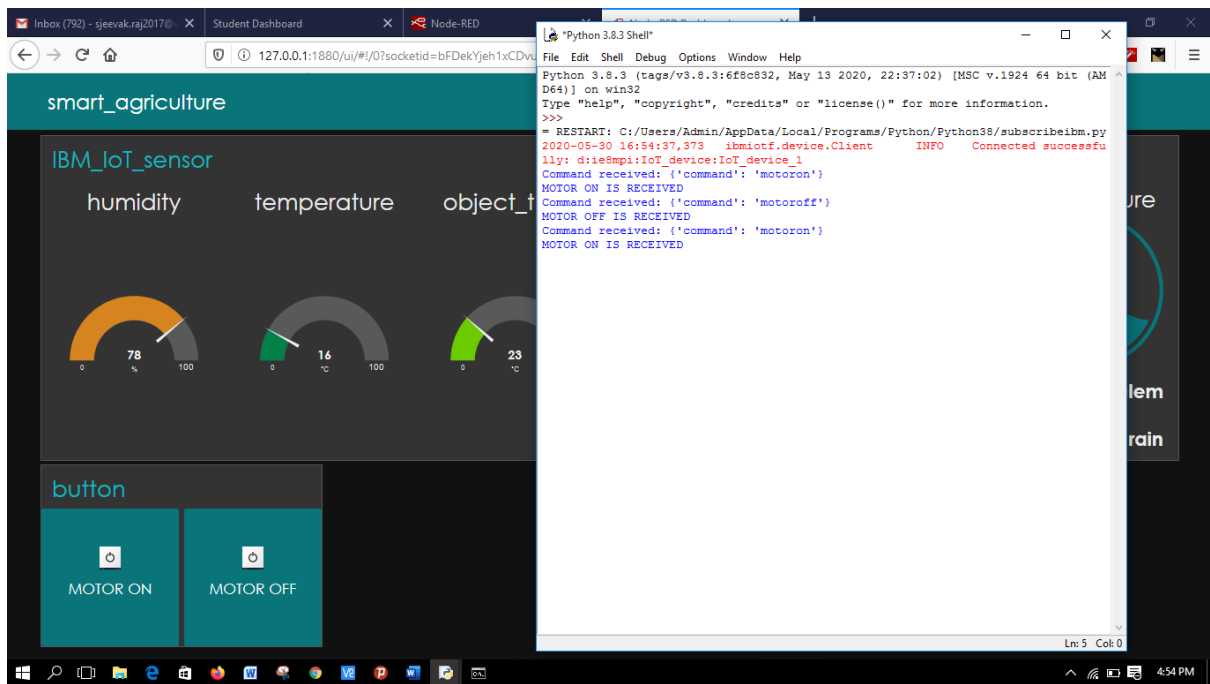 Inbox (792) - sjeevak.raj2017@
Student Dashboard
Node-RED
127.0.0.1:1880/ui/#!/0?socketid=bFDekYjeh1xCDvu
smart_agriculture
IBM_IoT_sensor
humidity
temperature
object_t
78
0
%
100
16
0
°C
100
23
0
°C
ure
lem
rain
button
MOTOR ON
MOTOR OFF
*Python 3.8.3 Shell*
File Edit Shell Debug Options Window Help
Python 3.8.3 (tags/v3.8.3:6f8c832, May 13 2020, 22:37:02) [MSC v.1924 64 bit (AM
D64)] on win32
Type "help", "copyright", "credits" or "license()" for more information.
>>>
= RESTART: C:/Users/Admin/AppData/Local/Programs/Python/Python38/subscribeibm.py
2020-05-30 16:54:37,373 ibmiotf.device.Client INFO Connected successfu
lly: d:ie8mpi:IoT_device:IoT_device_1
Command received: {'command': 'motoron'}
MOTOR ON IS RECEIVED
Command received: {'command': 'motoroff'}
MOTOR OFF IS RECEIVED
Command received: {'command': 'motoron'}
MOTOR ON IS RECEIVED
Ln: 5 Col: 0
4:54 PM